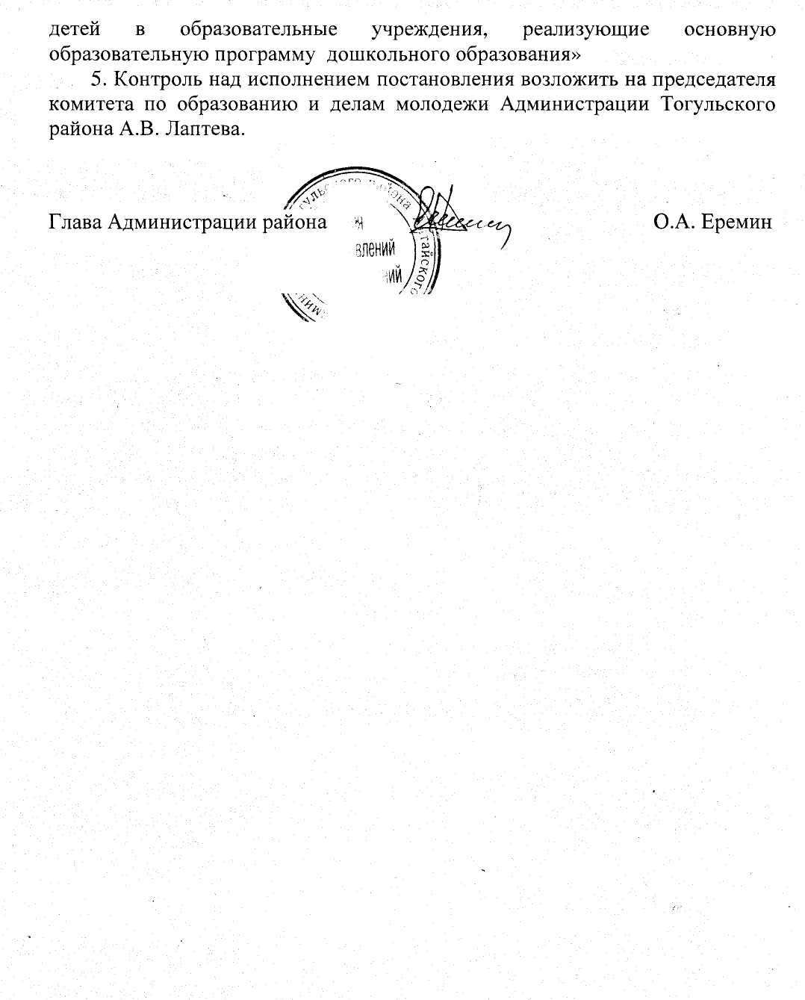 детей в образовательные учреждения, реализующие основную
образовательную программу дошкольного образования»
5. Контроль над исполнением постановления возложить на председателя
комитета по образованию и делам молодежи Администрации Тогульского
района А.В. Лаптева.
Глава Администрации района
О.А. Еремин
района